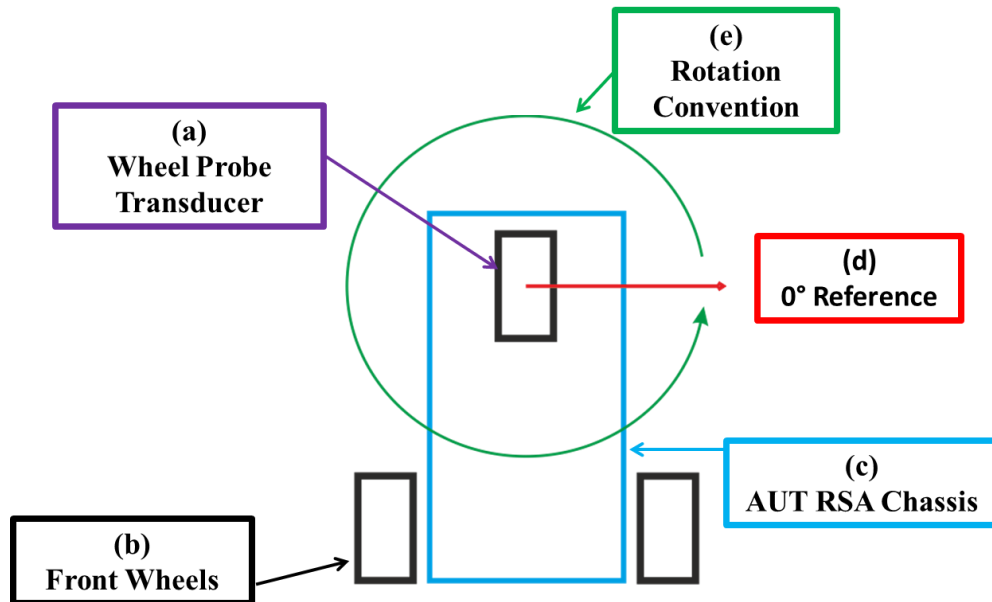 (e)
Rotation
Convention
(a)
Wheel Probe
Transducer
(d)
0° Reference
(c)
AUT RSA Chassis
(b)
Front Wheels